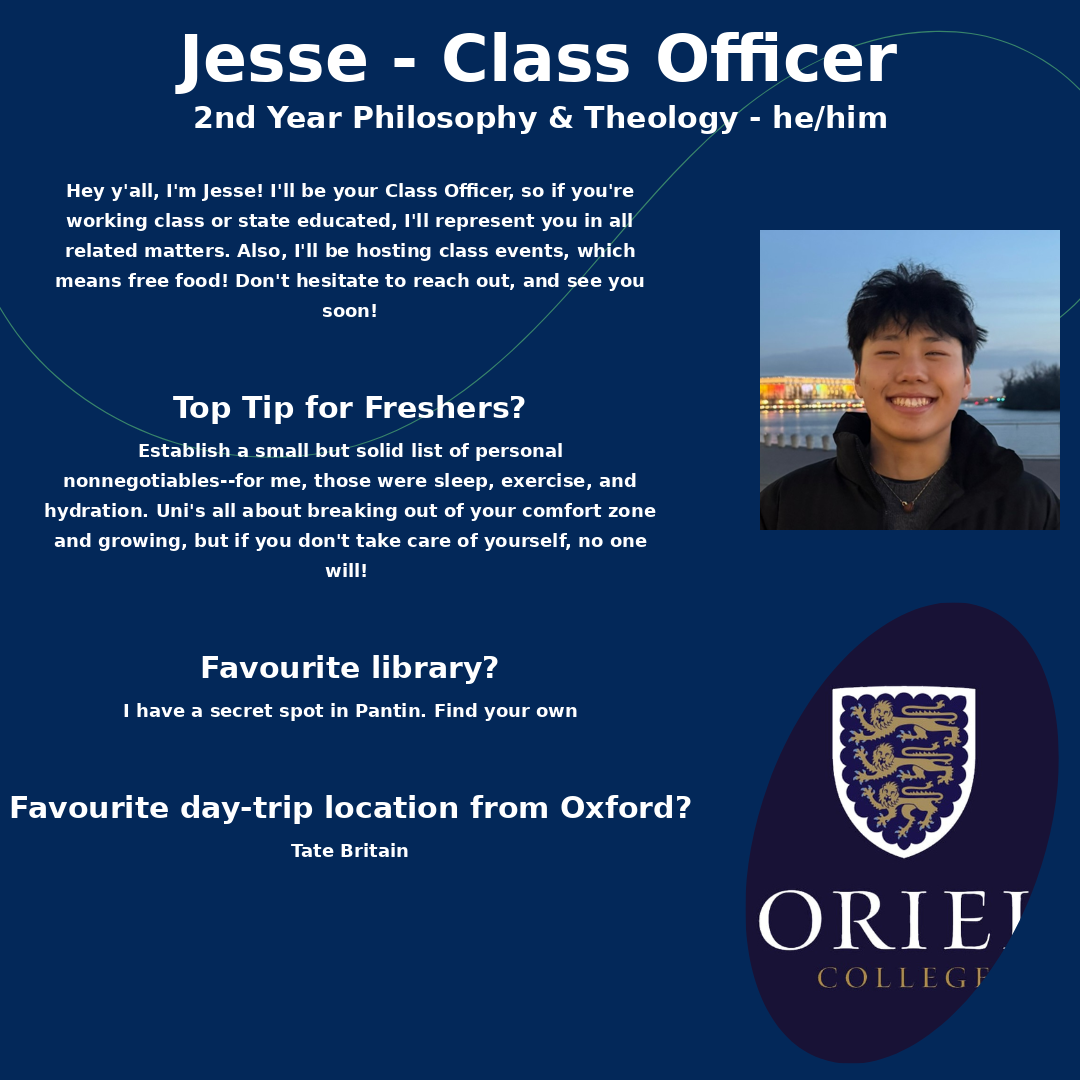 Jesse - Class Officer
2nd Year Philosophy & Theology - he/him
Hey y'all, I'm Jesse! I'll be your Class Officer, so if you're
working class or state educated, I'll represent you in all
related matters. Also, I'll be hosting class events, which
means free food! Don't hesitate to reach out, and see you
soon!
Top Tip for Freshers?
Establish a small but solid list of personal
nonnegotiables--for me, those were sleep, exercise, and
hydration. Uni's all about breaking out of your comfort zone
and growing, but if you don't take care of yourself, no one
will!
Favourite library?
I have a secret spot in Pantin. Find your own
Favourite day-trip location from Oxford?
Tate Britain
ORIEL
COLLEGE